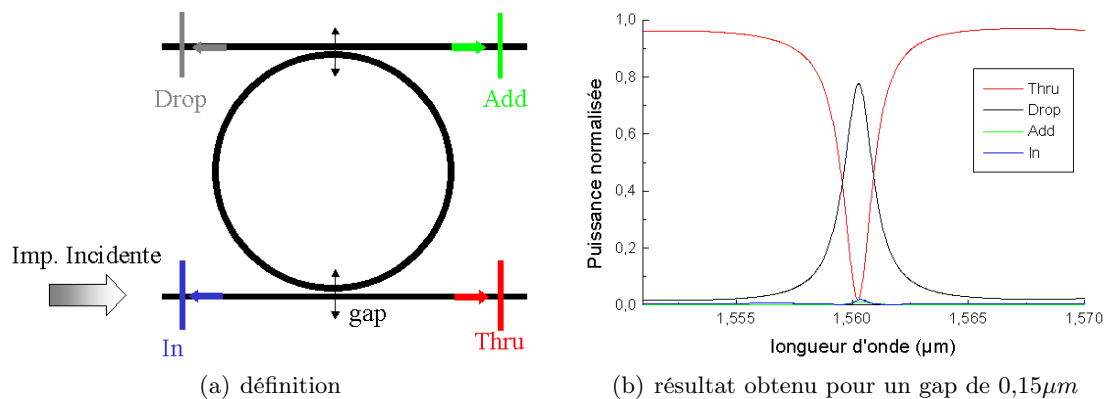 Drop
Add
Imp. Incidente
gap
In
Thru
(a) définition
1,0
0,8
0,6
0,4
0,2
0,0
Puissance normalisée
Thru
Drop
Add
In
1,555
1,560
1,565
1,570
longueur d'onde (µm)
(b) résultat obtenu pour un gap de 0,15µm